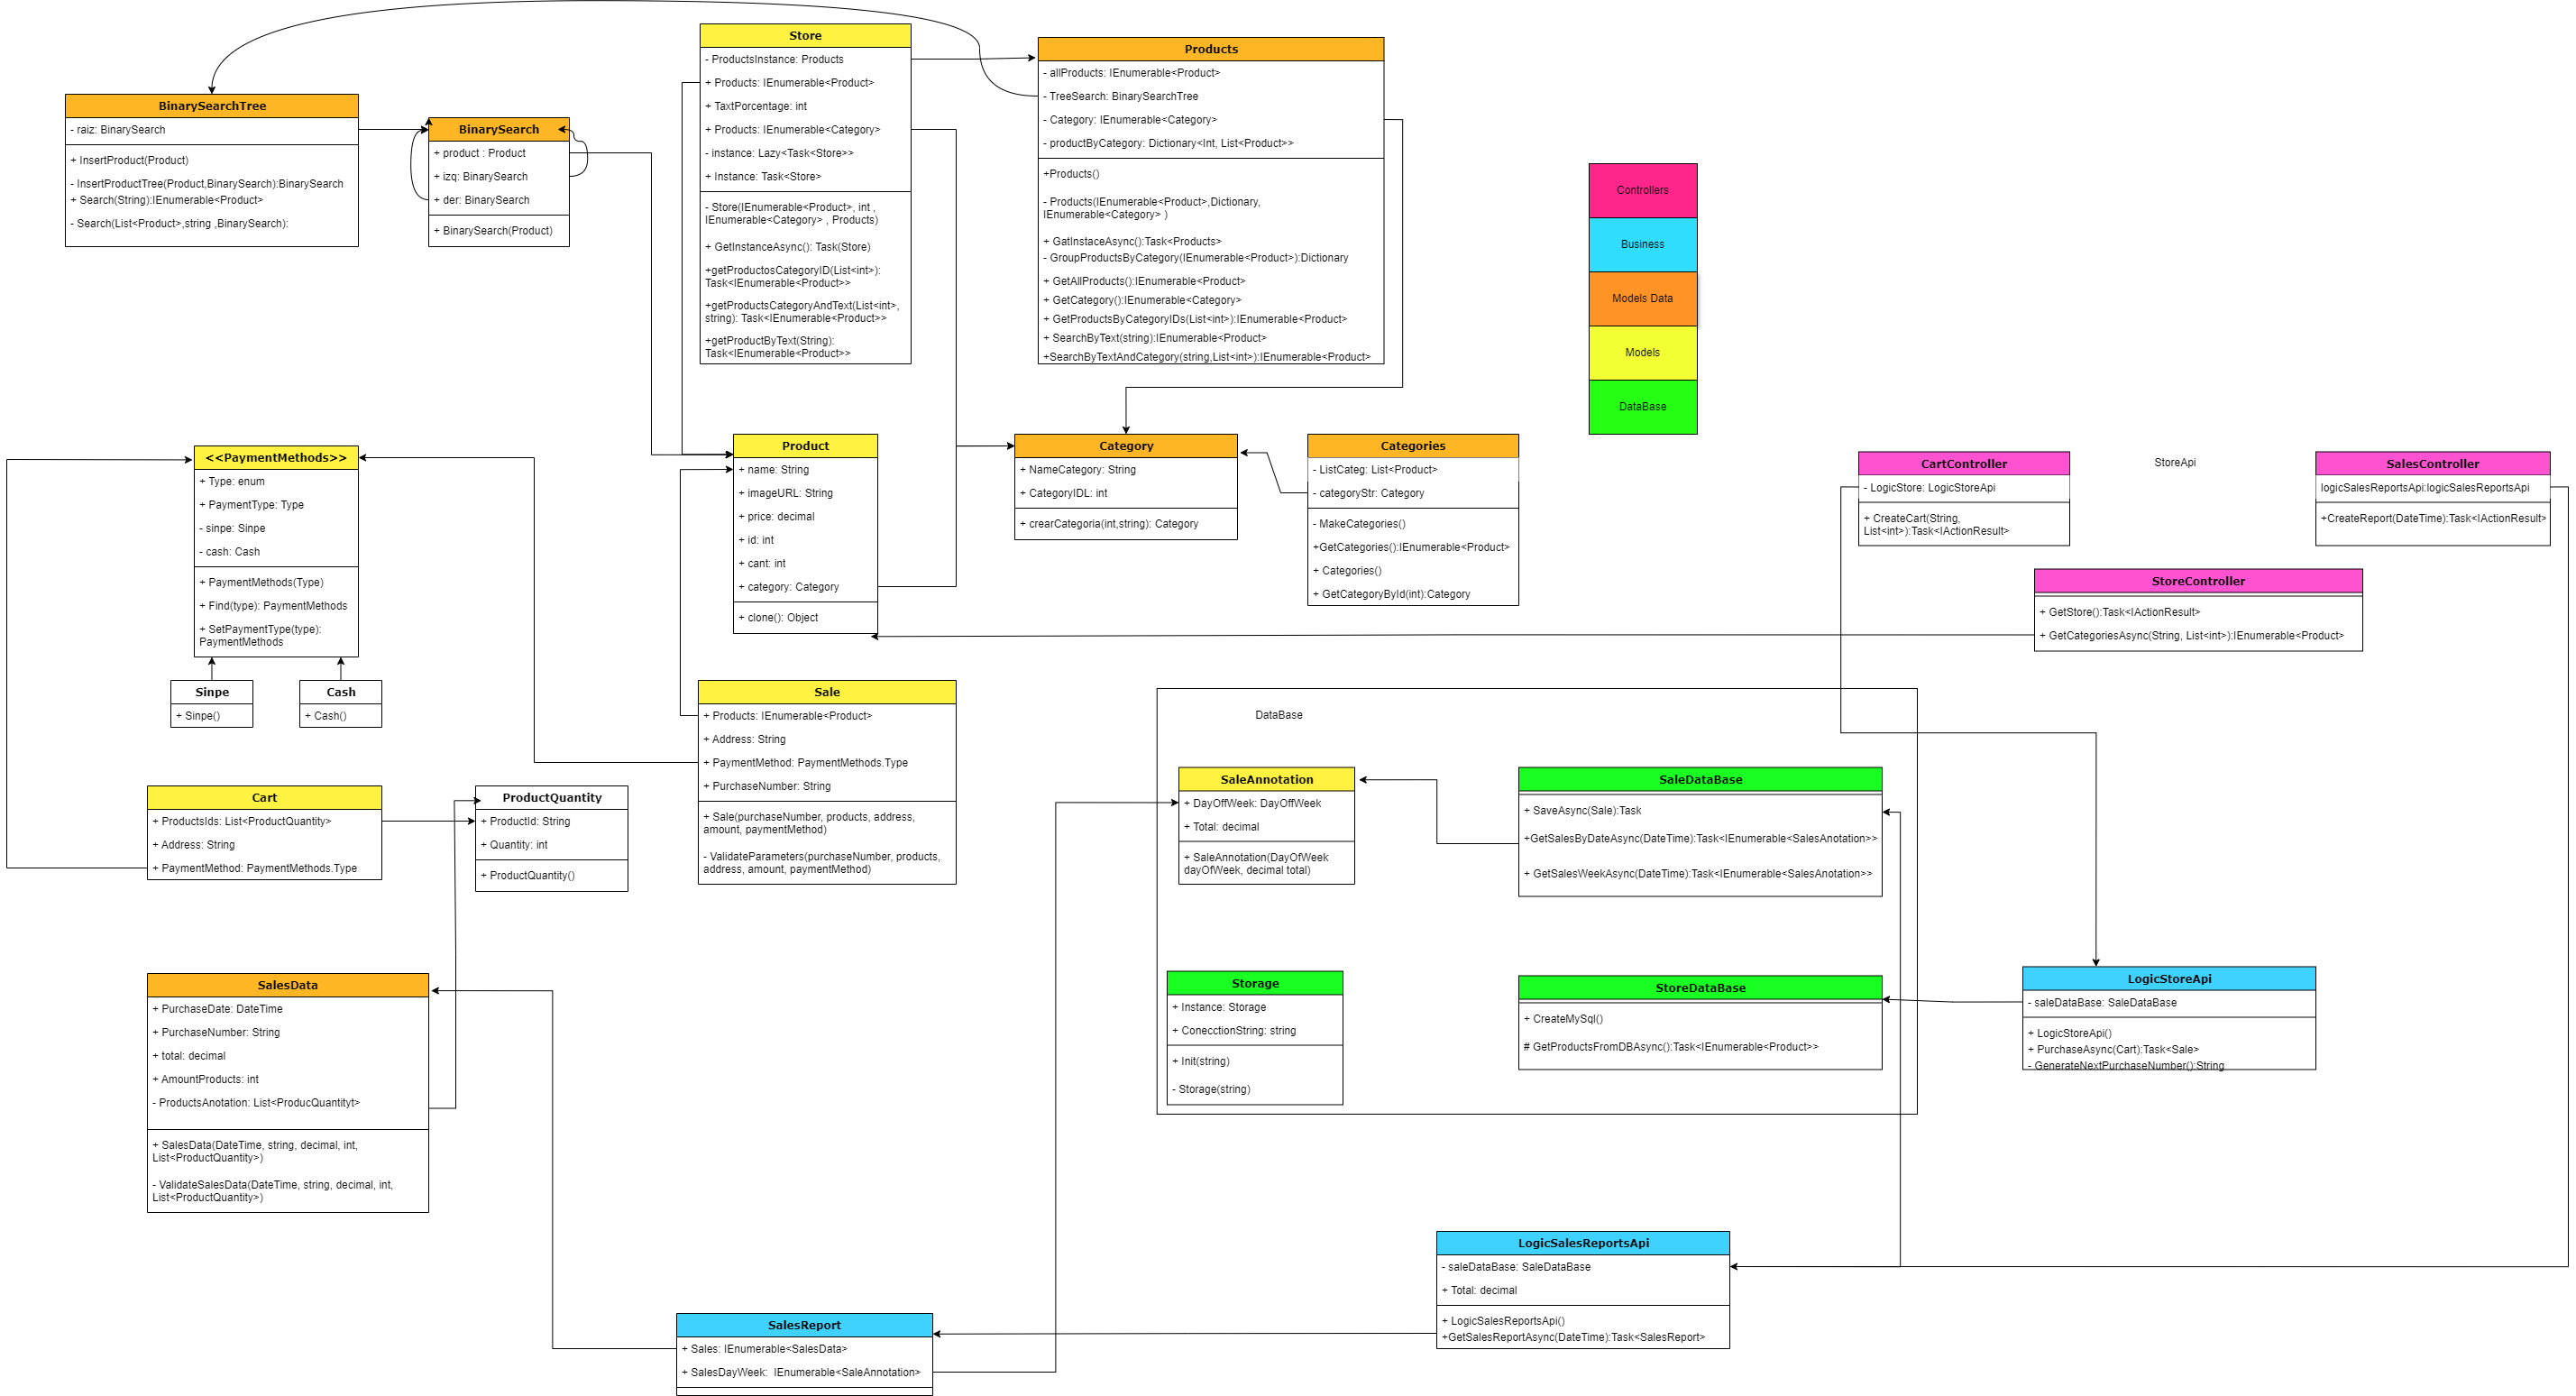 Store
- ProductsInstance: Products
+ Products: IEnumerable<Product>
+ TaxtPorcentage: int
+ Products: IEnumerable<Category>
- instance: Lazy<Task<Store>>
+ Instance: Task<Store>
- Store(IEnumerable<Product>, int ,
IEnumerable<Category> , Products)
+ GetInstanceAsync(): Task(Store)
+getProductosCategoryID(List<int>):
Task<IEnumerable<Product>>
+getProductsCategoryAndText(List<int>,
string): Task<IEnumerable<Product>>
+getProductByText(String):
Task<IEnumerable<Product>>
Products
- allProducts: IEnumerable<Product>
- TreeSearch: BinarySearchTree
- Category: IEnumerable<Category>
- productByCategory: Dictionary<Int, List<Product>>
+Products()
- Products(IEnumerable<Product>,Dictionary,
IEnumerable<Category> )
+ GatInstaceAsync():Task<Products>
- GroupProductsByCategory(IEnumerable<Product>):Dictionary
+ GetAllProducts():IEnumerable<Product>
+ GetCategory():IEnumerable<Category>
+ GetProductsByCategoryIDs(List<int>):IEnumerable<Product>
+ SearchByText(string):IEnumerable<Product>
+SearchByTextAndCategory(string,List<int>):IEnumerable<Product>
BinarySearchTree
- raiz: BinarySearch
+ InsertProduct(Product)
- InsertProductTree(Product,BinarySearch):BinarySearch
+ Search(String):IEnumerable<Product>
- Search(List<Product>,string ,BinarySearch):
BinarySearch
+ product : Product
+ izq: BinarySearch
+ der: BinarySearch
+ BinarySearch(Product)
Controllers
Business
Models Data
Models
DataBase
<<PaymentMethods>>
+ Type: enum
+ PaymentType: Type
- sinpe: Sinpe
- cash: Cash
+ PaymentMethods(Type)
+ Find(type): PaymentMethods
+ SetPaymentType(type):
PaymentMethods
Sinpe
+ Sinpe()
Cash
+ Cash()
Product
+ name: String
+ imageURL: String
+ price: decimal
+ id: int
+ cant: int
+ category: Category
+ clone(): Object
Category
+ NameCategory: String
+ CategoryIDL: int
+ crearCategoria(int,string): Category
Categories
- ListCateg: List<Product>
- categoryStr: Category
- MakeCategories()
+GetCategories():IEnumerable<Product>
+ Categories()
+ GetCategoryById(int):Category
CartController
- LogicStore: LogicStoreApi
+ CreateCart(String,
List<int>):Task<IActionResult>
StoreApi
SalesController
logicSalesReportsApi:logicSalesReportsApi
+CreateReport(DateTime):Task<IActionResult>
StoreController
+ GetStore():Task<IActionResult>
+ GetCategoriesAsync(String, List<int>):IEnumerable<Product>
Sale
+ Products: IEnumerable<Product>
+ Address: String
+ PaymentMethod: PaymentMethods.Type
+ PurchaseNumber: String
+ Sale(purchaseNumber, products, address,
amount, paymentMethod)
- ValidateParameters(purchaseNumber, products,
address, amount, paymentMethod)
Cart
+ ProductsIds: List<ProductQuantity>
+ Address: String
+ PaymentMethod: PaymentMethods.Type
ProductQuantity
+ ProductId: String
+ Quantity: int
+ ProductQuantity()
DataBase
SaleAnnotation
+ DayOffWeek: DayOffWeek
+ Total: decimal
+ SaleAnnotation(DayOfWeek
dayOfWeek, decimal total)
SaleDataBase
+ SaveAsync(Sale):Task
+GetSalesByDateAsync(DateTime):Task<IEnumerable<SalesAnotation>>
+ GetSalesWeekAsync(DateTime):Task<IEnumerable<SalesAnotation>>
Storage
+ Instance: Storage
+ ConecctionString: string
+ Init(string)
- Storage(string)
StoreDataBase
+ CreateMySql()
# GetProductsFromDBAsync():Task<IEnumerable<Product>>
LogicStoreApi
- saleDataBase: SaleDataBase
+ LogicStoreApi()
+ PurchaseAsync(Cart):Task<Sale>
- GenerateNextPurchaseNumber():String
SalesData
+ PurchaseDate: DateTime
+ PurchaseNumber: String
+ total: decimal
+ AmountProducts: int
- ProductsAnotation: List<ProducQuantityt>
+ SalesData(DateTime, string, decimal, int,
List<ProductQuantity>)
- ValidateSalesData(DateTime, string, decimal, int,
List<ProductQuantity>)
LogicSalesReportsApi
- saleDataBase: SaleDataBase
+ Total: decimal
+ LogicSalesReportsApi()
+GetSalesReportAsync(DateTime):Task<SalesReport>
SalesReport
+ Sales: IEnumerable<SalesData>
+ SalesDayWeek: IEnumerable<SaleAnnotation>